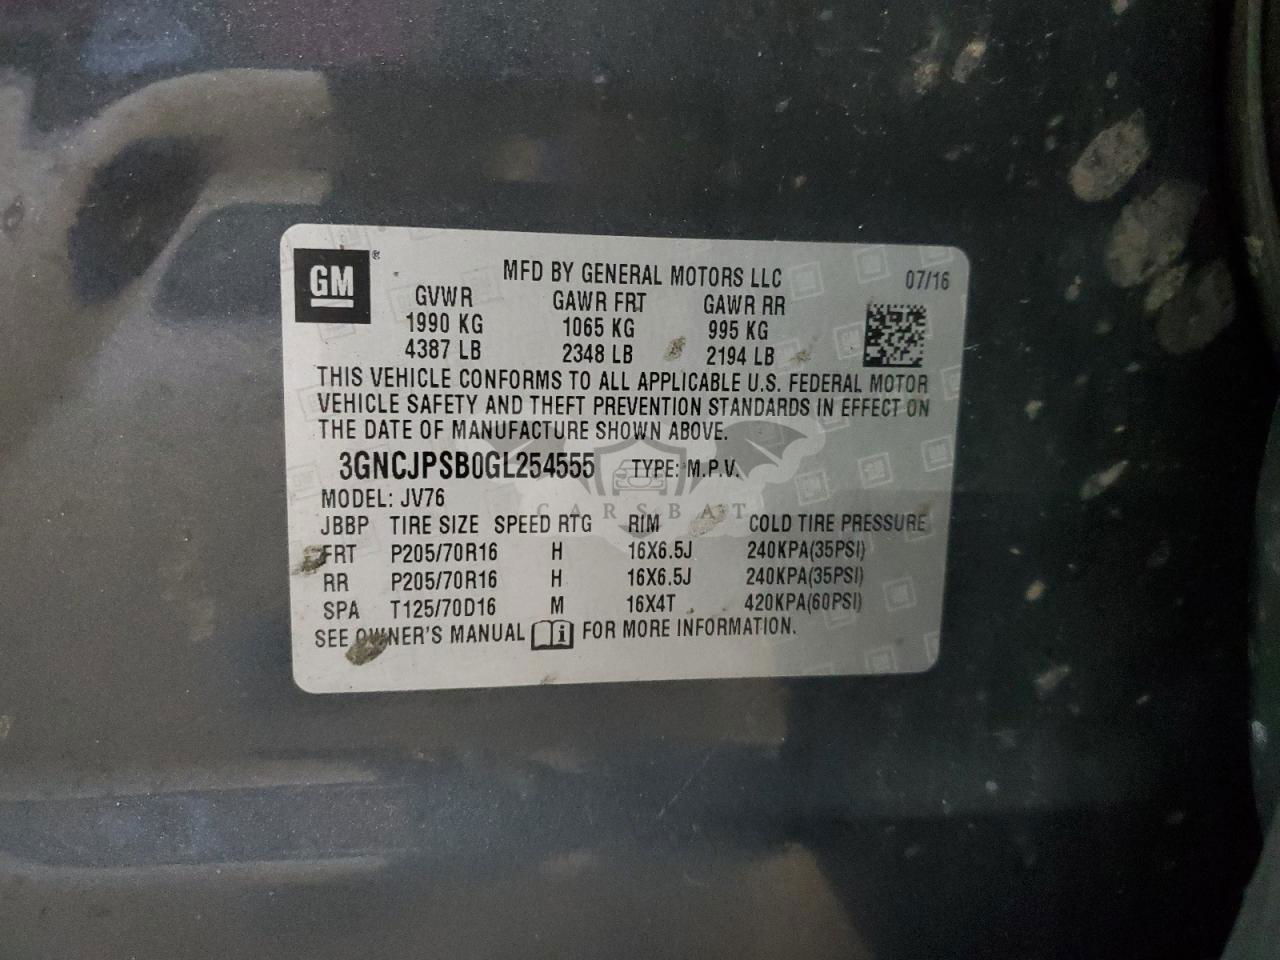 GM ®
MFD BY GENERAL MOTORS LLC 07/16
GVWR GAWR FRT GAWR RR
1990 KG 1065 KG 995 KG
4387 LB 2348 LB 2194 LB
THIS VEHICLE CONFORMS TO ALL APPLICABLE U.S. FEDERAL MOTOR
VEHICLE SAFETY AND THEFT PREVENTION STANDARDS IN EFFECT ON
THE DATE OF MANUFACTURE SHOWN ABOVE.
3GNCJPSB0GL254555 TYPE: M.P.V.
MODEL: JV76
CARSBAT
JBBP TIRE SIZE SPEED RTG RIM COLD TIRE PRESSURE
FRT P205/70R16 H 16X6.5J 240KPA(35PSI)
RR P205/70R16 H 16X6.5J 240KPA(35PSI)
SPA T125/70D16 M 16X4T 420KPA(60PSI)
SEE OWNER'S MANUAL i FOR MORE INFORMATION.